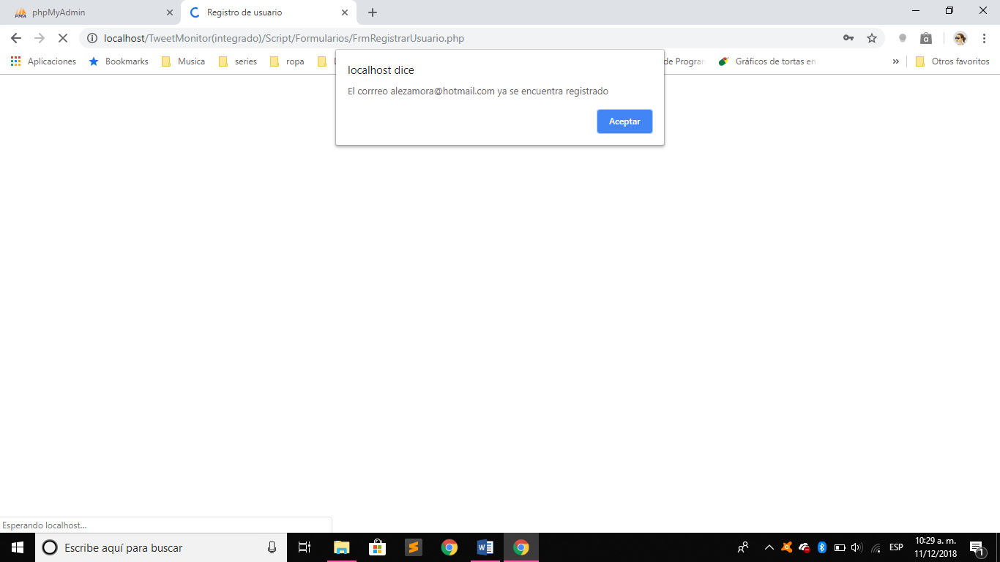 phpMyAdmin
Registro de usuario
localhost/TweetMonitor(integrado)/Script/Formularios/FrmRegistrarUsuario.php
Aplicaciones
Bookmarks
Musica
series
ropa
de Program
Gráficos de tortas en
»
Otros favoritos
localhost dice
El corrreo alezamora@hotmail.com ya se encuentra registrado
Aceptar
Esperando localhost...
Escribe aquí para buscar
ESP
10:29 a. m.
11/12/2018
1